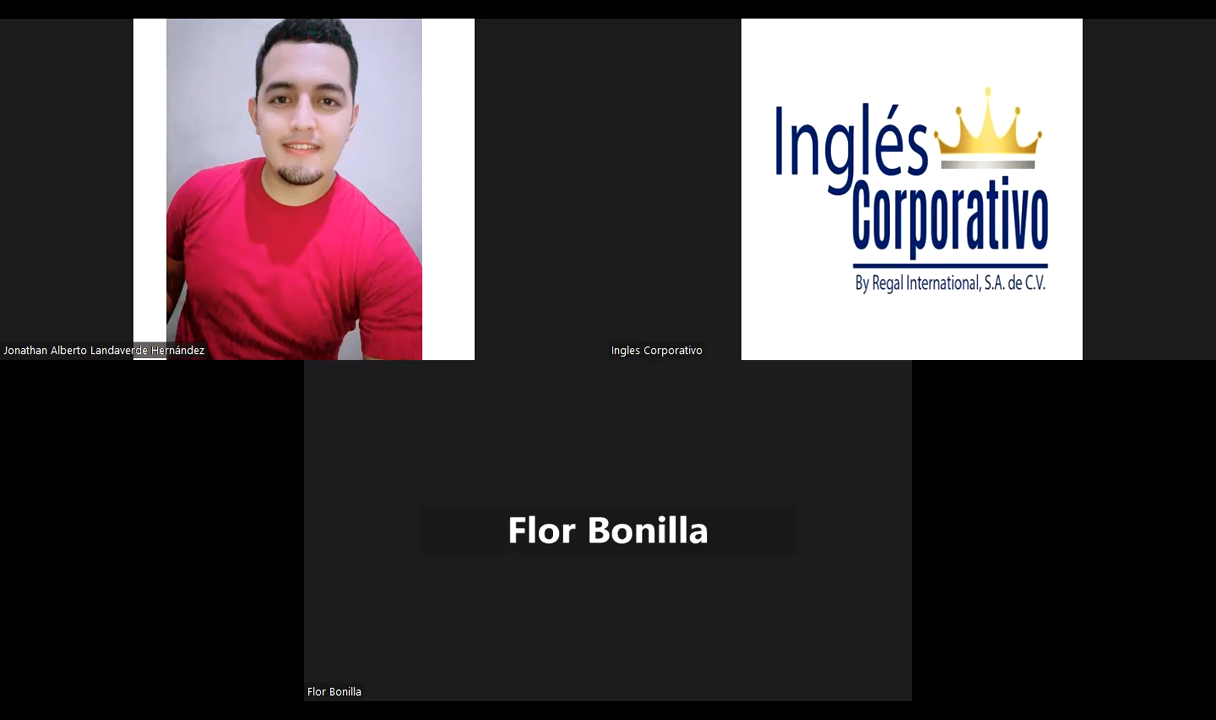 Jonathan Alberto Landaverde Hernández
Inglés
Corporativo
By Regal International, S.A. de C.V.
Ingles Corporativo
Flor Bonilla
Flor Bonilla